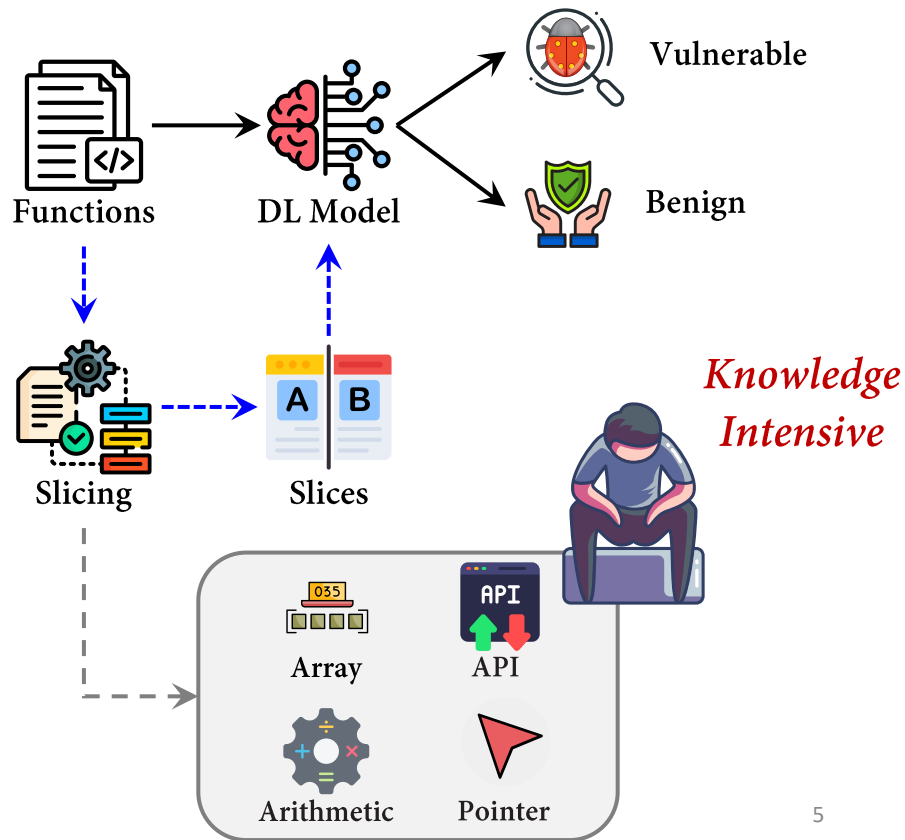 Vulnerable
</>
Functions
DL Model
Benign
A
B
Knowledge
Intensive
Slicing
Slices
035
API
Array
API
Arithmetic
Pointer
5